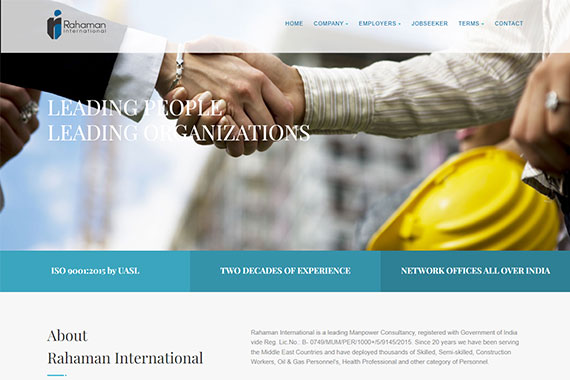 Rahaman
International
HOME COMPANY EMPLOYERS JOBSEEKER TERMS CONTACT
LEADING PEOPLE
LEADING ORGANIZATIONS
ISO 9001:2015 by UASL
TWO DECADES OF EXPERIENCE
NETWORK OFFICES ALL OVER INDIA
About
Rahaman International
Rahaman International is a leading Manpower Consultancy, registered with Government of India
vide Reg. Lic.No.: B- 0749/MUM/PER/1000+/5/9145/2015. Since 20 years we have been serving
the Middle East Countries and have deployed thousands of Skilled, Semi-skilled, Construction
Workers, Oil & Gas Personnel's, Health Professional and other category of Personnel.